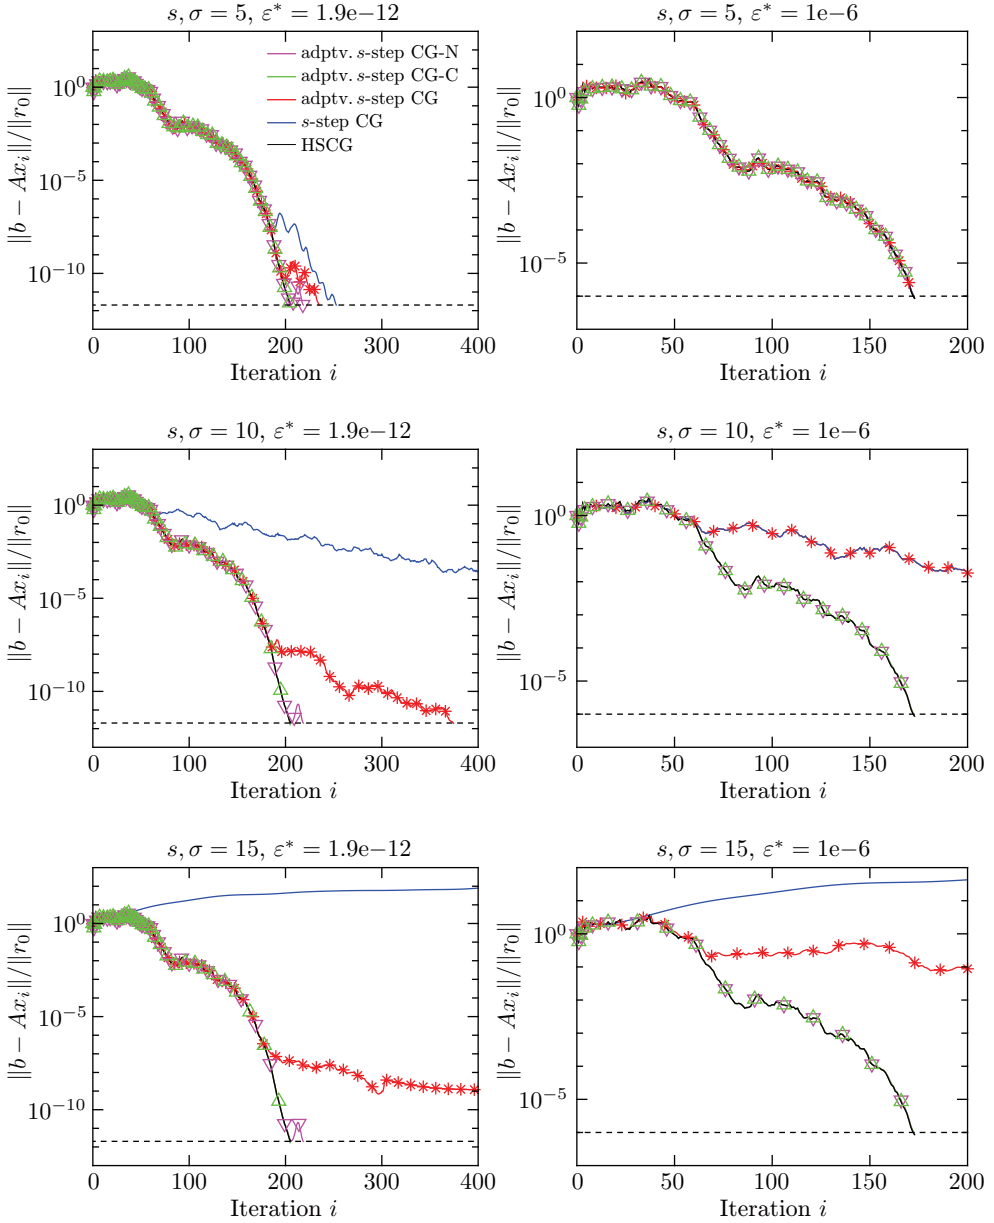 s, σ = 5, ε* = 1.9e−12
s, σ = 5, ε* = 1e−6
adptv. s-step CG-N
adptv. s-step CG-C
adptv. s-step CG
s-step CG
HSCG
‖b − Ax_i‖/‖r_0‖
10^0
10^−5
10^−10
0 100 200 300 400
Iteration i
‖b − Ax_i‖/‖r_0‖
10^0
10^−5
0 50 100 150 200
Iteration i
s, σ = 10, ε* = 1.9e−12
s, σ = 10, ε* = 1e−6
‖b − Ax_i‖/‖r_0‖
10^0
10^−5
10^−10
0 100 200 300 400
Iteration i
‖b − Ax_i‖/‖r_0‖
10^0
10^−5
0 50 100 150 200
Iteration i
s, σ = 15, ε* = 1.9e−12
s, σ = 15, ε* = 1e−6
‖b − Ax_i‖/‖r_0‖
10^0
10^−5
10^−10
0 100 200 300 400
Iteration i
‖b − Ax_i‖/‖r_0‖
10^0
10^−5
0 50 100 150 200
Iteration i